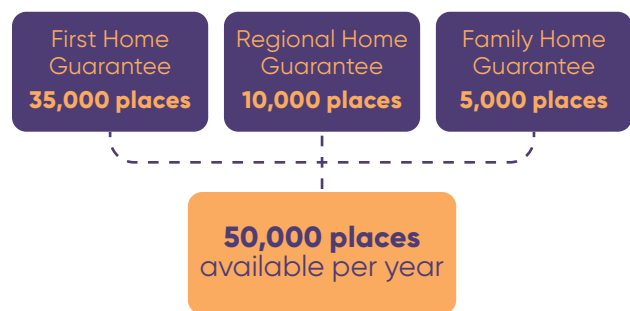 First Home
Guarantee
35,000 places
Regional Home
Guarantee
10,000 places
Family Home
Guarantee
5,000 places
50,000 places
available per year